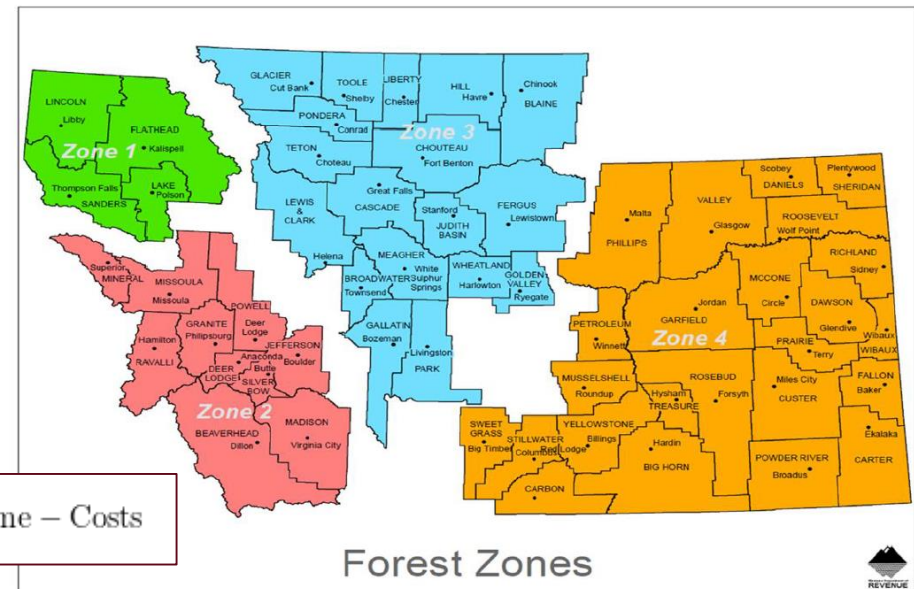 LINCOLN
Libby
FLATHEAD
Zone 1
Kalispell
Thompson Falls
LAKE
Polson
SANDERS
GLACIER
Cut Bank
TOOLE
Shelby
LIBERTY
Chester
HILL
Havre
Chinook
BLAINE
PONDERA
Conrad
Zone 3
TETON
Choteau
CHOUTEAU
Fort Benton
Great Falls
LEWIS
&
CLARK
CASCADE
Stanford
JUDITH
BASIN
FERGUS
Lewistown
Helena
MEAGHER
BROADWATER
White
Sulphur
Springs
Townsend
WHEATLAND
Harlowton
GOLDEN
VALLEY
Ryegate
GALLATIN
Bozeman
Livingston
PARK
Superior
MINERAL
MISSOULA
Missoula
POWELL
GRANITE
Philipsburg
Deer
Lodge
Hamilton
RAVALLI
JEFFERSON
Boulder
Anaconda
DEER
LODGE
Butte
SILVER
BOW
Zone 2
MADISON
BEAVERHEAD
Dillon
Virginia City
Malta
PHILLIPS
VALLEY
Glasgow
Scobey
DANIELS
Plentywood
SHERIDAN
ROOSEVELT
Wolf Point
RICHLAND
Sidney
MCCONE
Circle
Jordan
GARFIELD
DAWSON
Glendive
Zone 4
PETROLEUM
Winnett
PRAIRIE
Terry
Wibaux
WIBAUX
MUSSELSHELL
Roundup
ROSEBUD
Forsyth
Hysham
TREASURE
Miles City
CUSTER
FALLON
Baker
SWEET
GRASS
Big Timber
STILLWATER
Columbus
Red Lodge
YELLOWSTONE
Billings
Hardin
BIG HORN
CARBON
POWDER RIVER
Broadus
Ekalaka
CARTER
me – Costs
Forest Zones
REVENUE